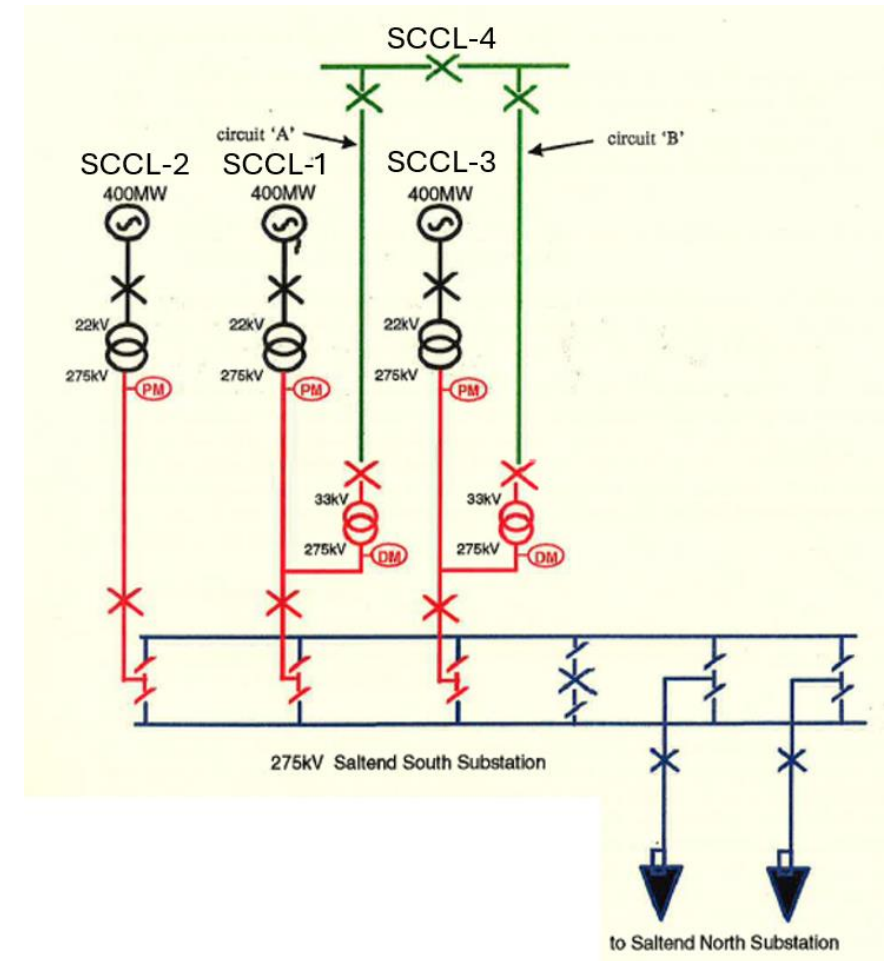 SCCL-4
circuit 'A'
circuit 'B'
SCCL-2 SCCL-1 SCCL-3
400MW 400MW 400MW
22kV 22kV 22kV
275kV 275kV 275kV
PM PM PM
33kV 33kV
275kV 275kV
DM DM
275kV Saltend South Substation
to Saltend North Substation